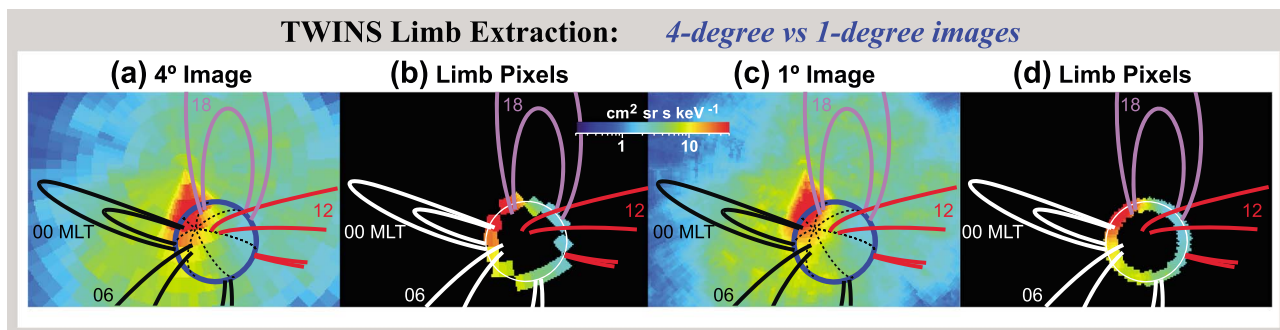 TWINS Limb Extraction: 4-degree vs 1-degree images
(a) 4º Image (b) Limb Pixels (c) 1º Image (d) Limb Pixels
18 18 18 18
cm² sr s keV⁻¹
1 10
12 12 12 12
00 MLT 00 MLT 00 MLT 00 MLT
06 06 06 06